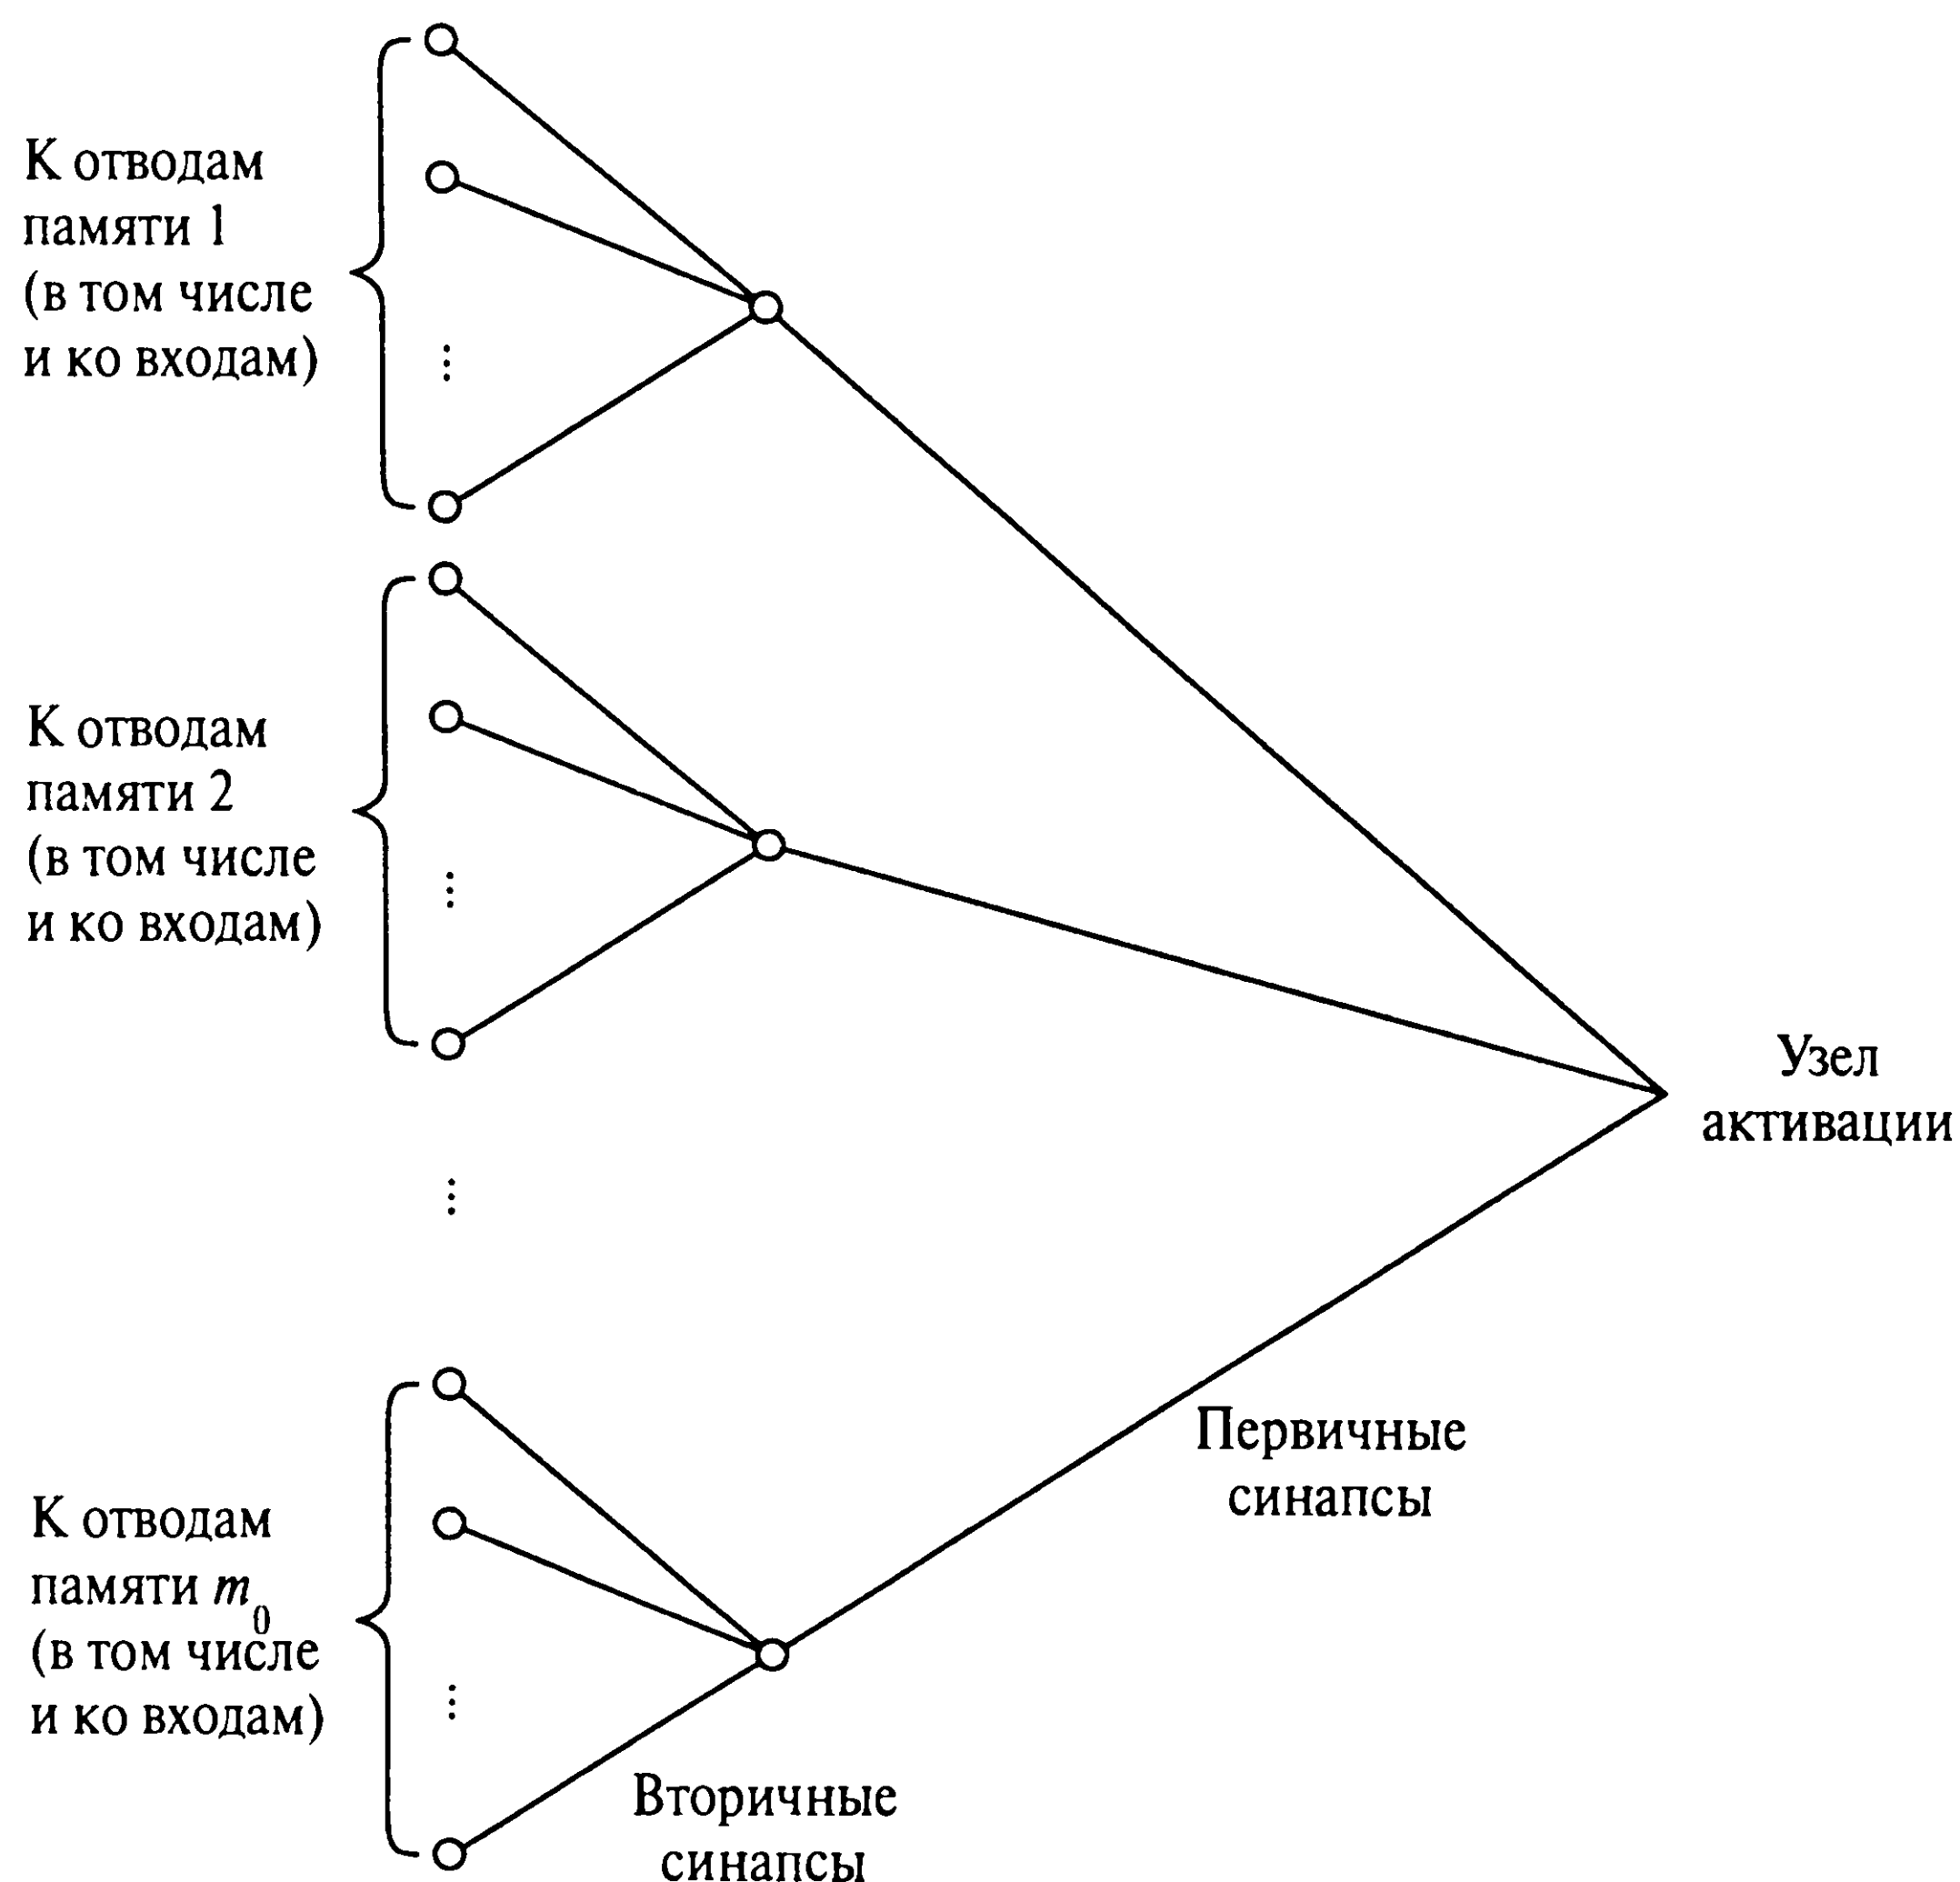 К отводам
памяти 1
(в том числе
и ко входам)
К отводам
памяти 2
(в том числе
и ко входам)
Узел
активации
Первичные
синапсы
К отводам
памяти m₀
(в том числе
и ко входам)
Вторичные
синапсы